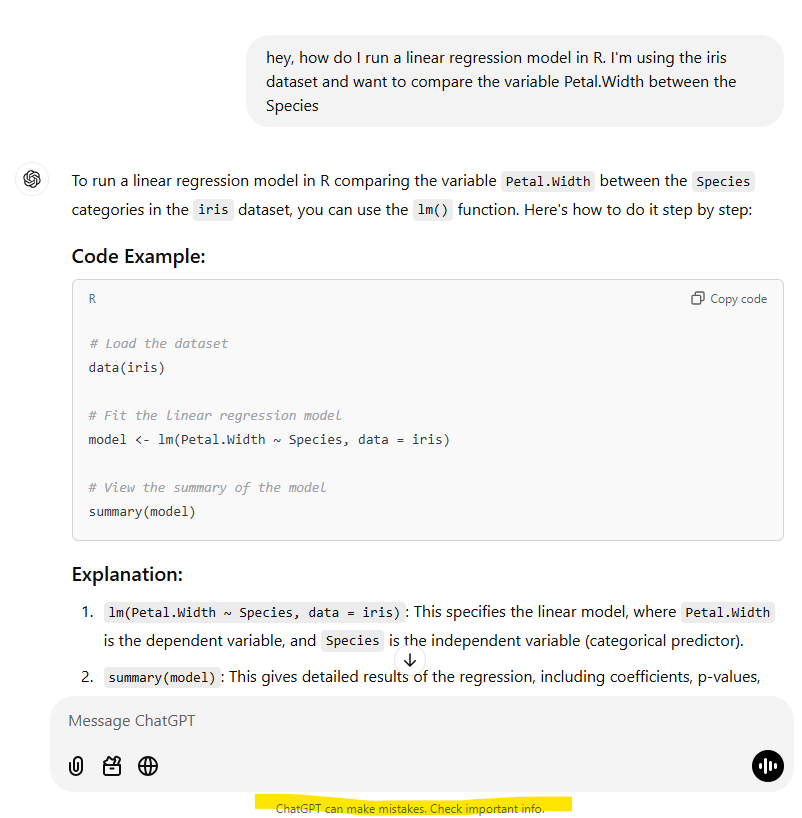 hey, how do I run a linear regression model in R. I'm using the iris
dataset and want to compare the variable Petal.Width between the
Species
To run a linear regression model in R comparing the variable Petal.Width between the Species
categories in the iris dataset, you can use the lm() function. Here's how to do it step by step:
Code Example:
R Copy code
# Load the dataset
data(iris)
# Fit the linear regression model
model <- lm(Petal.Width ~ Species, data = iris)
# View the summary of the model
summary(model)
Explanation:
1. lm(Petal.Width ~ Species, data = iris) : This specifies the linear model, where Petal.Width
is the dependent variable, and Species is the independent variable (categorical predictor).
2. summary(model) : This gives detailed results of the regression, including coefficients, p-values,
Message ChatGPT
ChatGPT can make mistakes. Check important info.